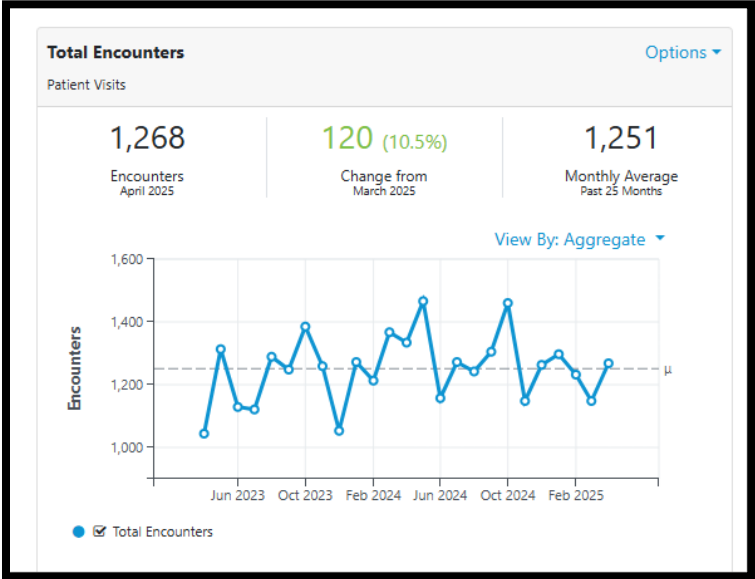 Total Encounters
Options
Patient Visits
1,268
Encounters
April 2025
120 (10.5%)
Change from
March 2025
1,251
Monthly Average
Past 25 Months
View By: Aggregate
Encounters
1,600
1,400
1,200
1,000
μ
Jun 2023 Oct 2023 Feb 2024 Jun 2024 Oct 2024 Feb 2025
Total Encounters